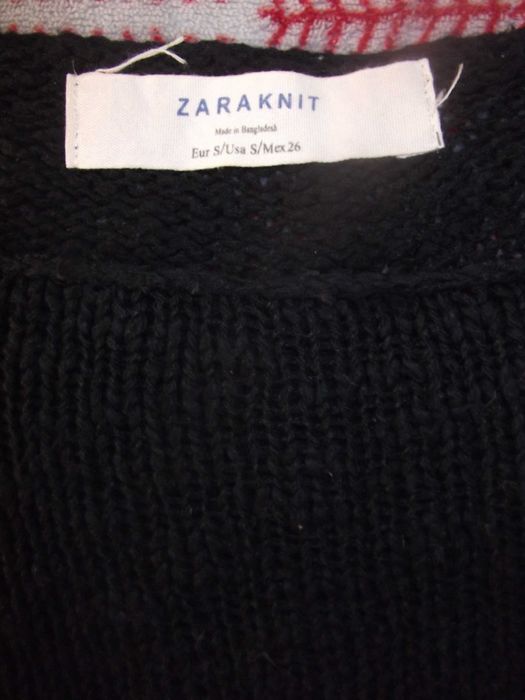 ZARAKNIT
Made in Bangladesh
Eur S/Usa S/Mex 26